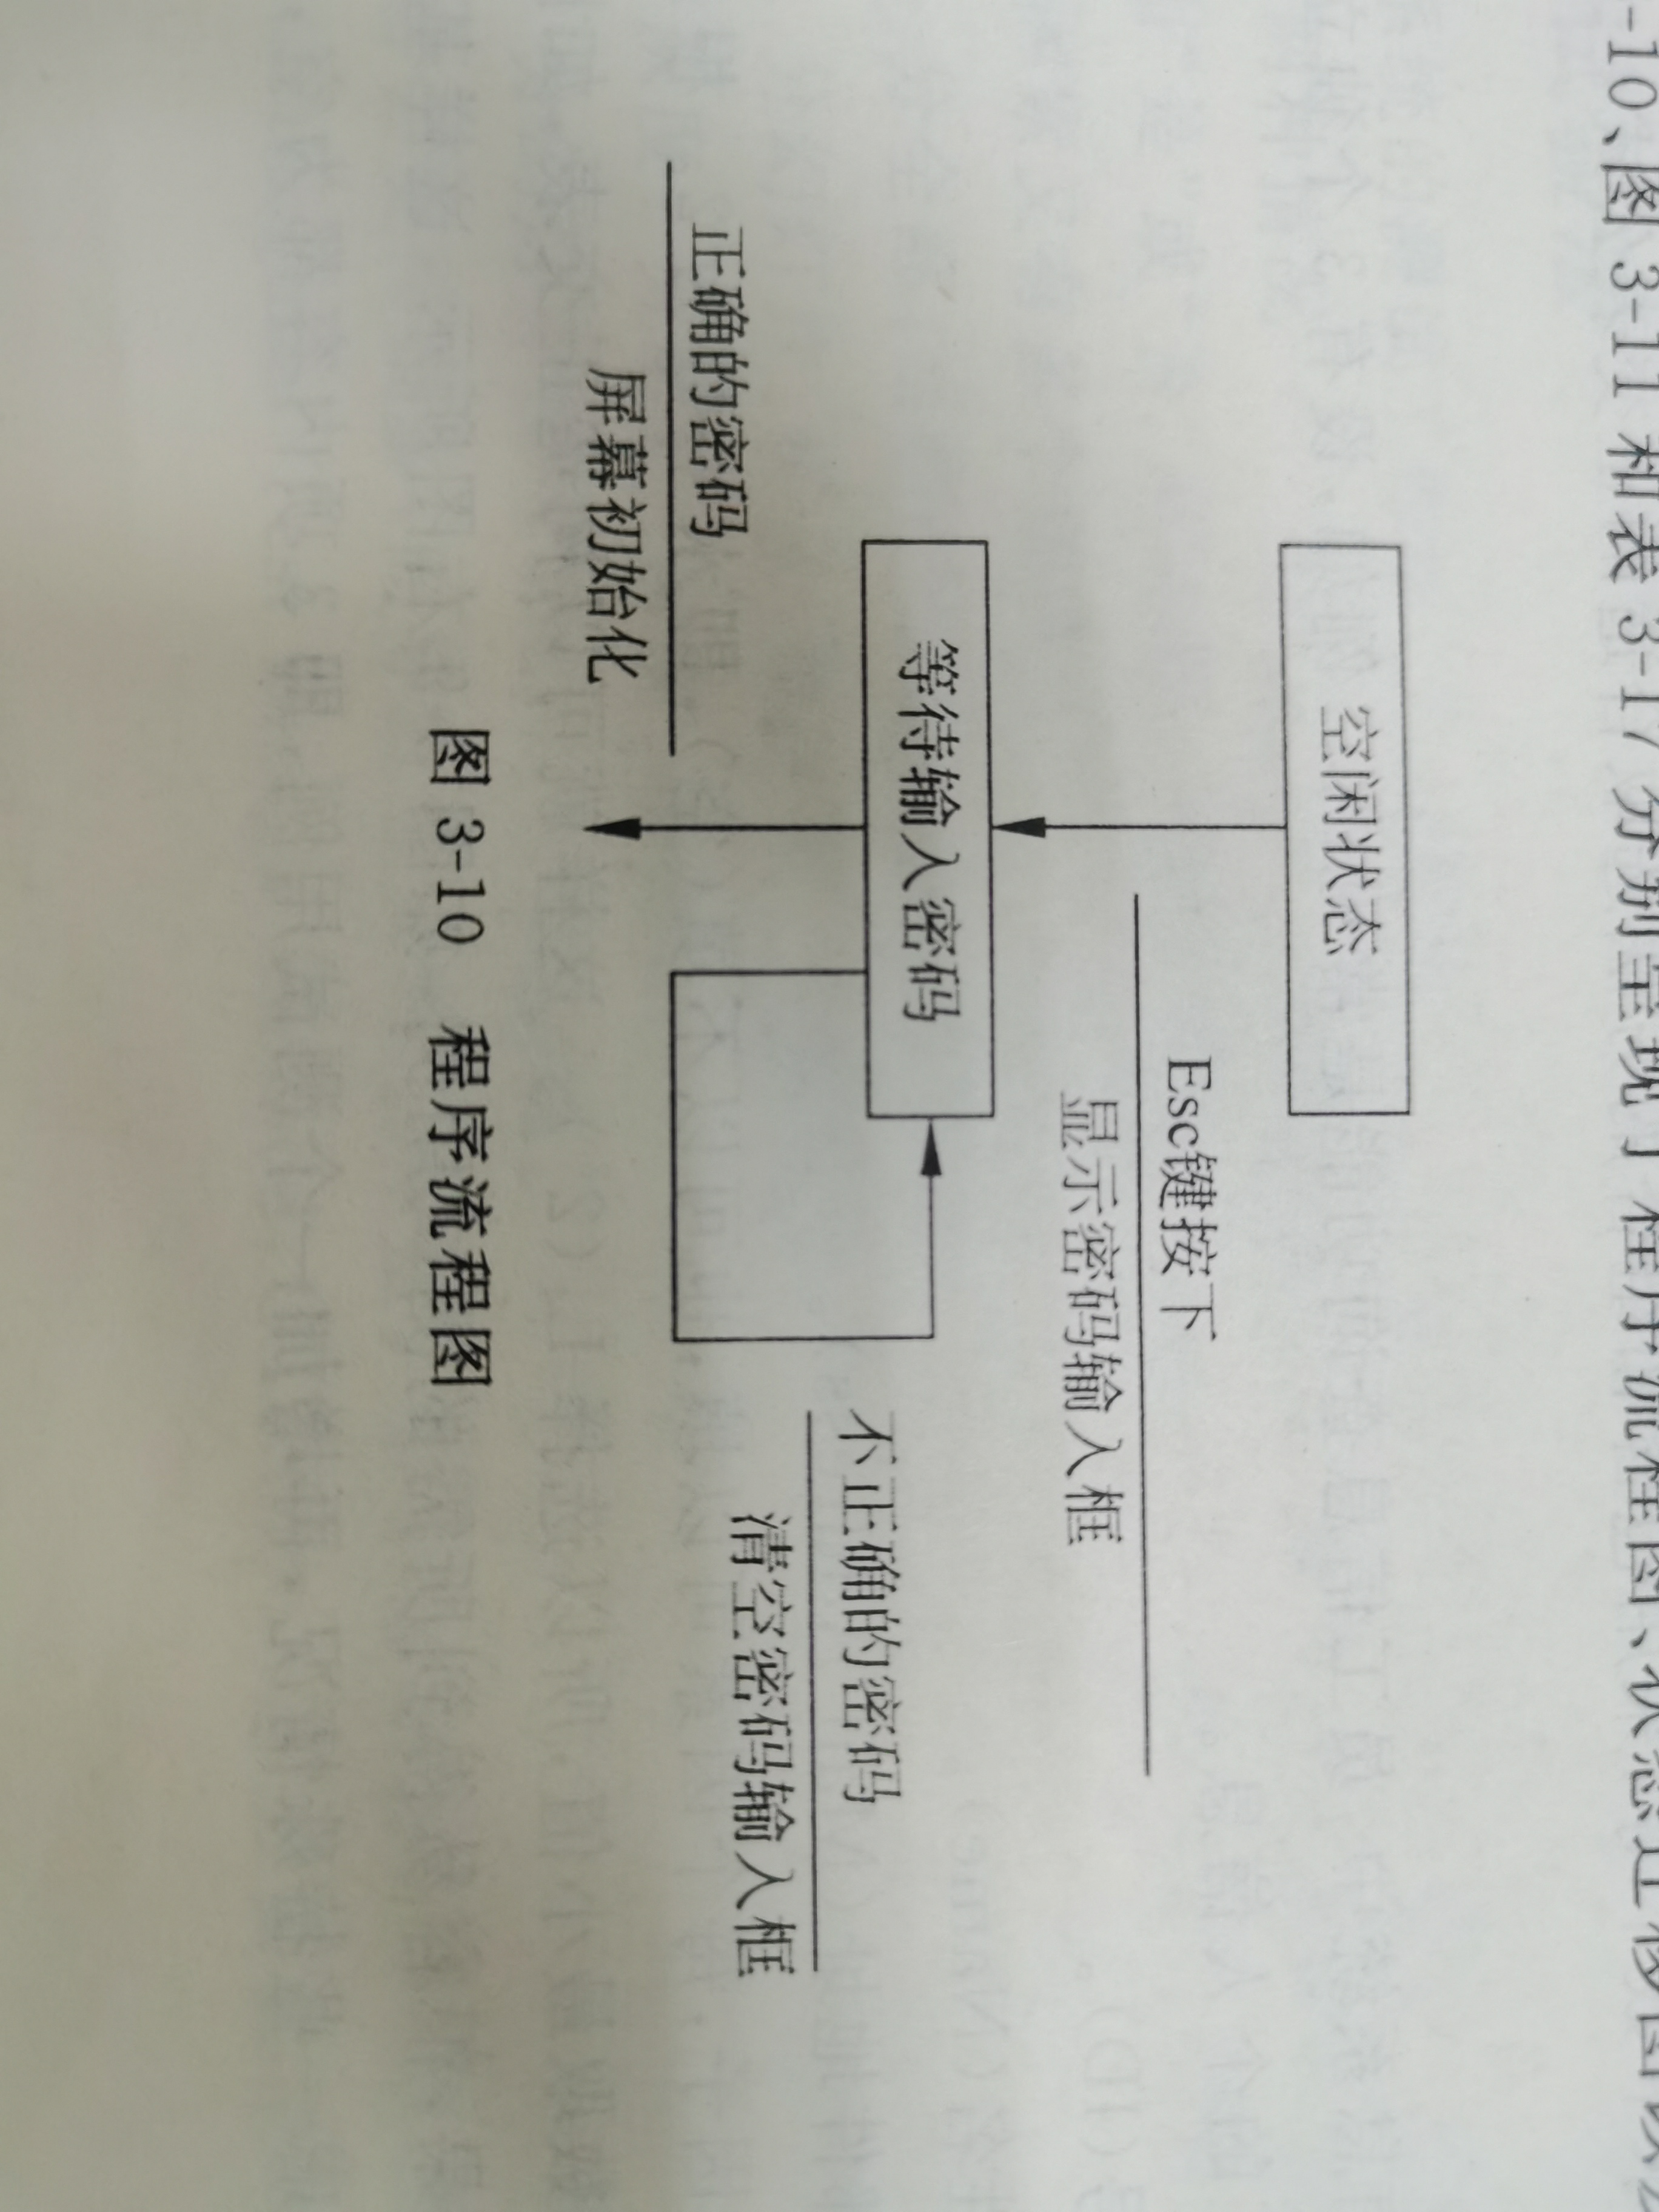 -10、图 3-11 和表 3-17 分别呈现了程序流程图、状态迁移图以及
空闲状态
Esc键按下
显示密码输入框
等待输入密码
不正确的密码
清空密码输入框
正确的密码
屏幕初始化
图 3-10 程序流程图